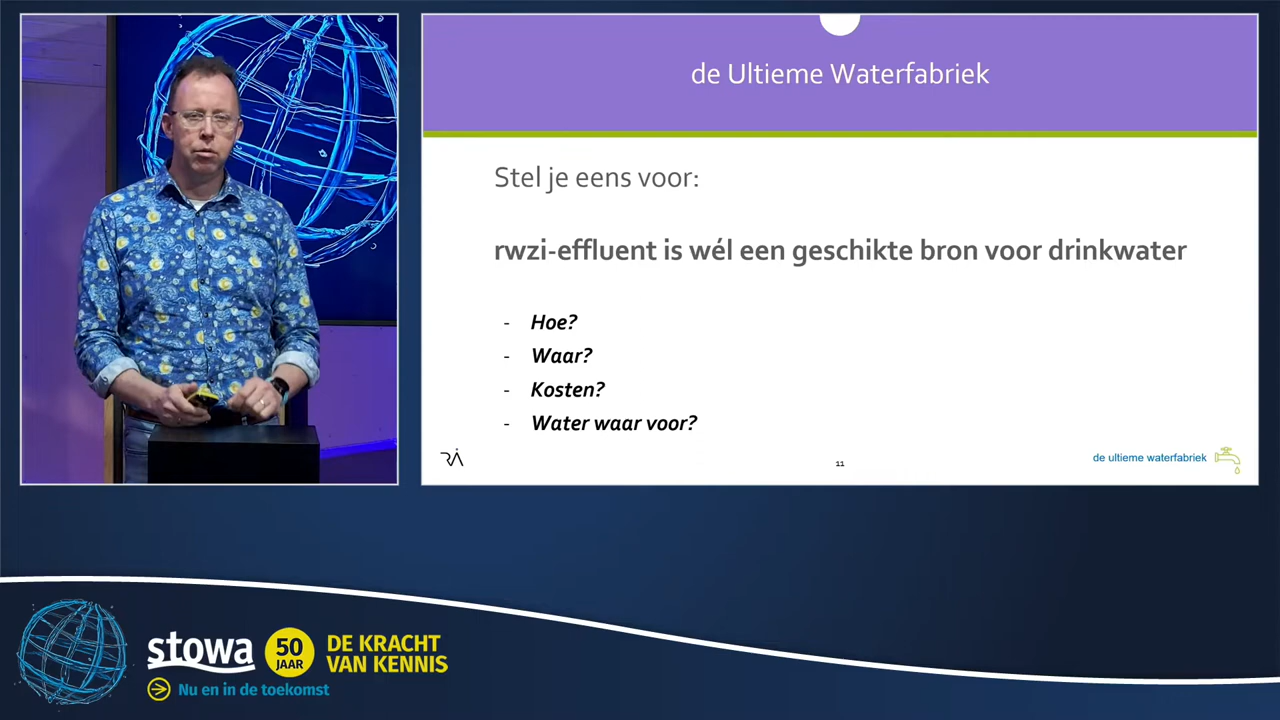 de Ultieme Waterfabriek
Stel je eens voor:
rwzi-effluent is wél een geschikte bron voor drinkwater
- Hoe?
- Waar?
- Kosten?
- Water waar voor?
11
de ultieme waterfabriek
stowa
50
JAAR
DE KRACHT
VAN KENNIS
Nu en in de toekomst